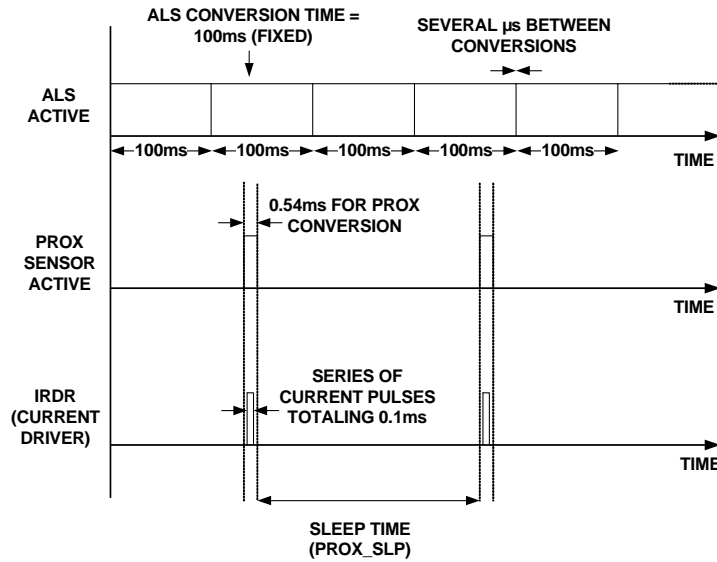 ALS CONVERSION TIME =
100ms (FIXED)
SEVERAL µs BETWEEN
CONVERSIONS
ALS
ACTIVE
100ms
100ms
100ms
100ms
100ms
TIME
0.54ms FOR PROX
CONVERSION
PROX
SENSOR
ACTIVE
TIME
SERIES OF
CURRENT PULSES
TOTALING 0.1ms
IRDR
(CURRENT
DRIVER)
TIME
SLEEP TIME
(PROX_SLP)